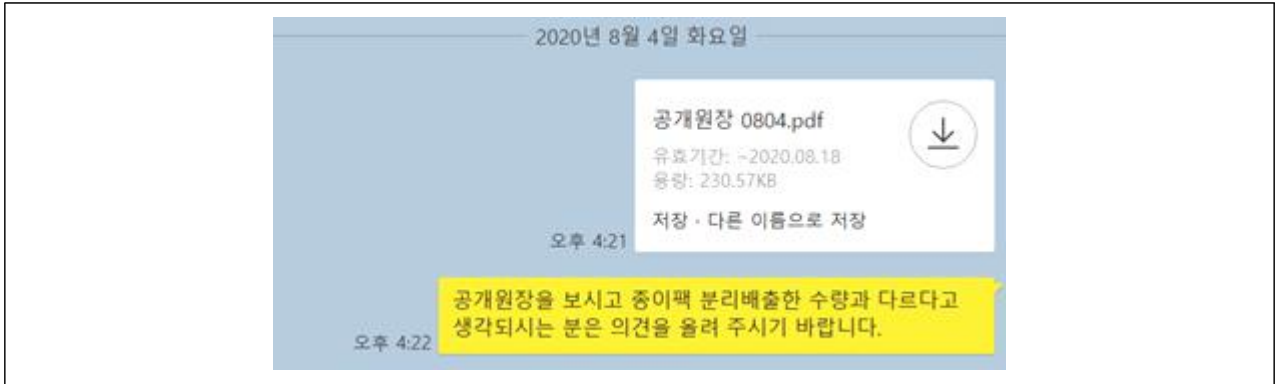 2020년 8월 4일 화요일
공개원장 0804.pdf
유효기간: ~2020.08.18
용량: 230.57KB
저장 · 다른 이름으로 저장
오후 4:21
공개원장을 보시고 종이팩 분리배출한 수량과 다르다고
생각되시는 분은 의견을 올려 주시기 바랍니다.
오후 4:22